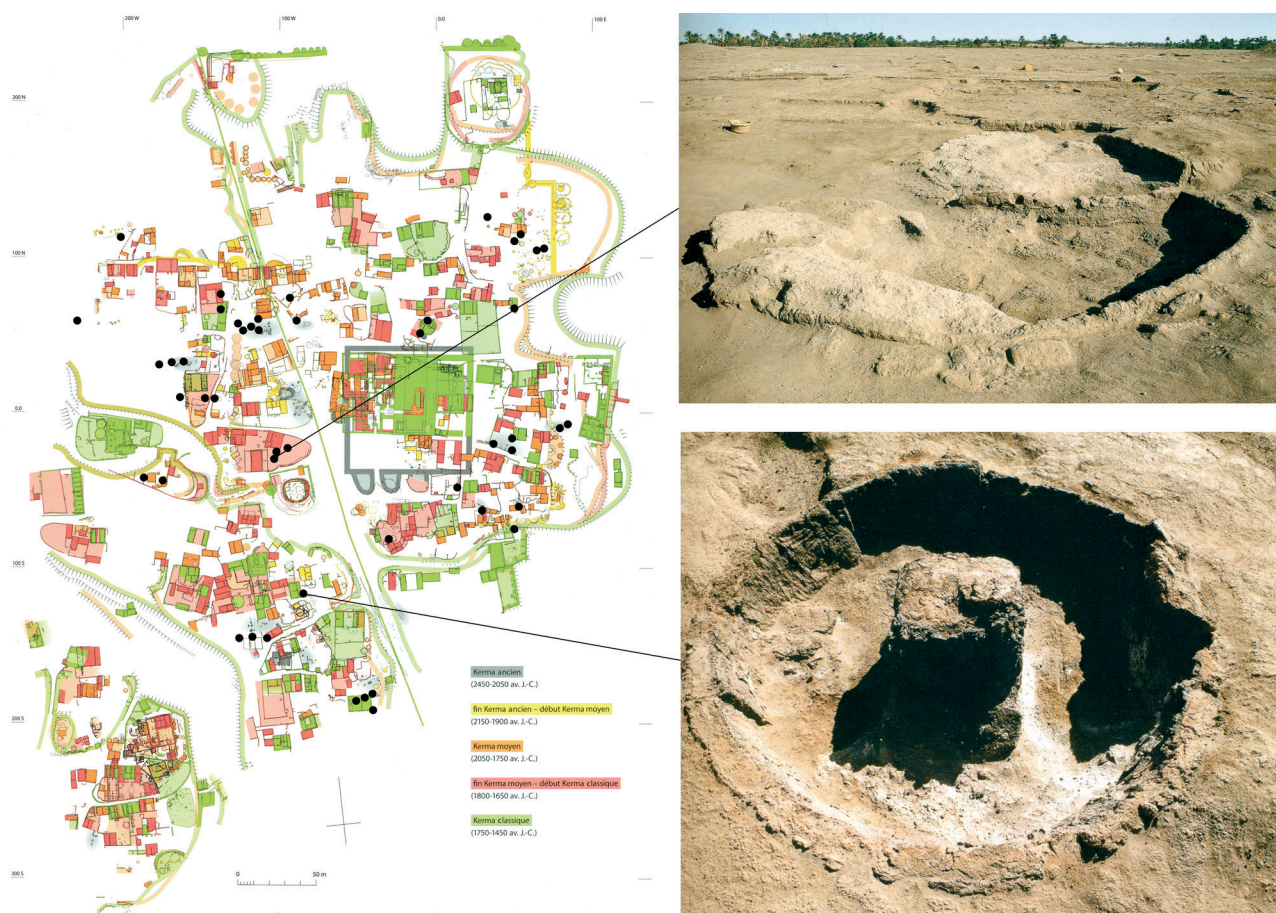 200 W
100 W
0.0
100 E
200 N
100 N
0.0
100 S
200 S
300 S
Kerma ancien
(2450-2050 av. J.-C.)
fin Kerma ancien – début Kerma moyen
(2150-1900 av. J.-C.)
Kerma moyen
(2050-1750 av. J.-C.)
fin Kerma moyen – début Kerma classique
(1800-1650 av. J.-C.)
Kerma classique
(1750-1450 av. J.-C.)
0 50 m